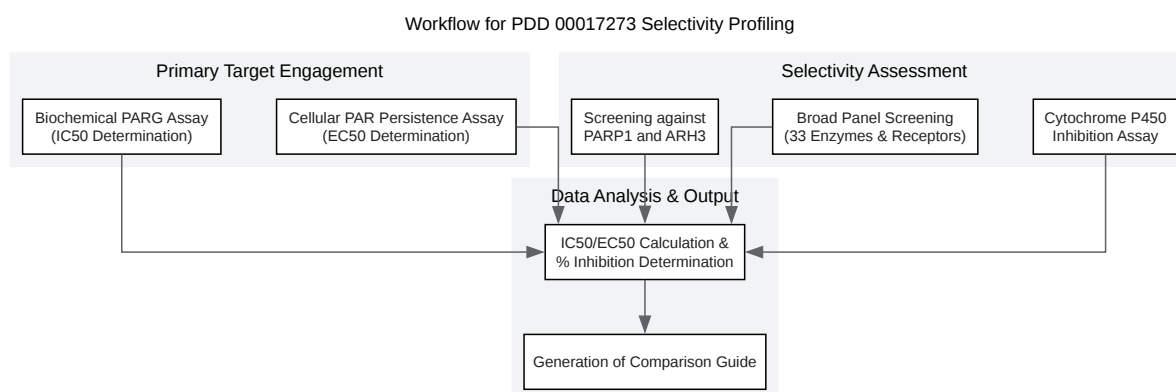 Workflow for PDD 00017273 Selectivity Profiling
Primary Target Engagement
Selectivity Assessment
Biochemical PARG Assay
(IC50 Determination)
Cellular PAR Persistence Assay
(EC50 Determination)
Screening against
PARP1 and ARH3
Broad Panel Screening
(33 Enzymes & Receptors)
Cytochrome P450
Inhibition Assay
Data Analysis & Output
IC50/EC50 Calculation &
% Inhibition Determination
Generation of Comparison Guide